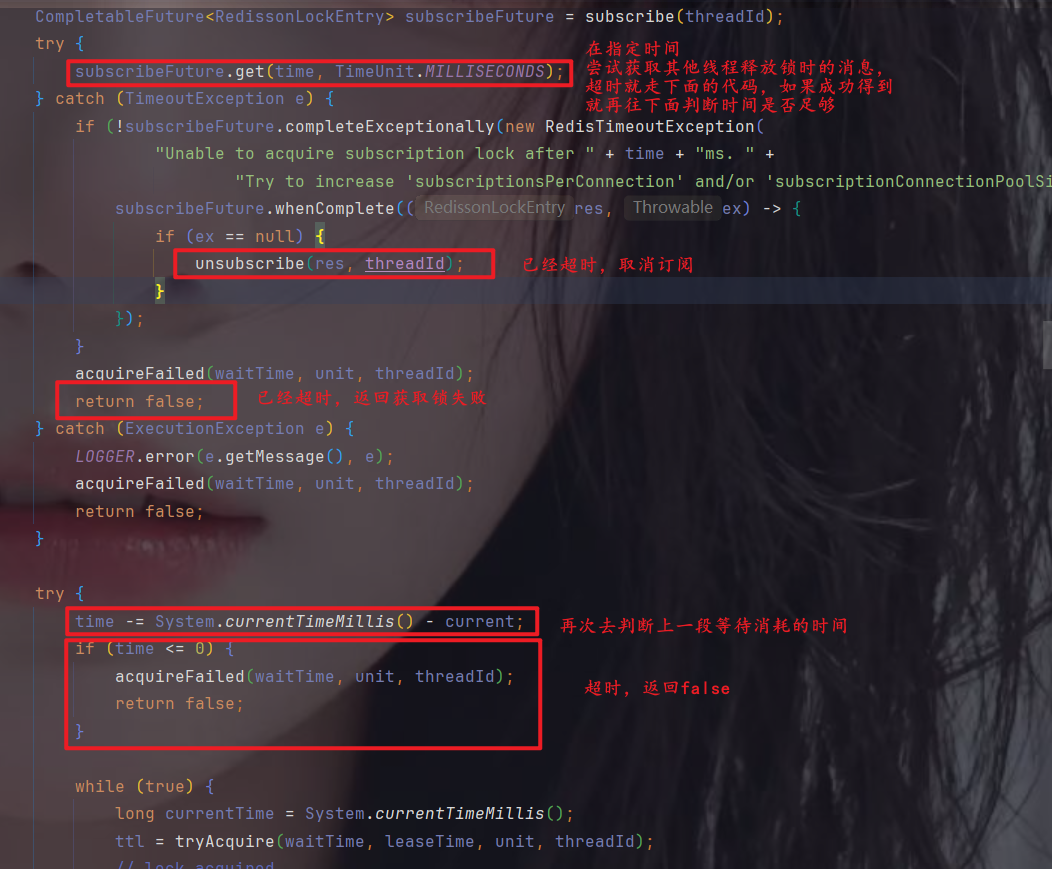 CompletableFuture<RedissonLockEntry> subscribeFuture = subscribe(threadId);
try {
subscribeFuture.get(time, TimeUnit.MILLISECONDS);
在指定时间
尝试获取其他线程释放锁时的消息，
超时就走下面的代码，如果成功得到
就再往下面判断时间是否足够
} catch (TimeoutException e) {
if (!subscribeFuture.completeExceptionally(new RedisTimeoutException(
"Unable to acquire subscription lock after " + time + "ms. " +
"Try to increase 'subscriptionsPerConnection' and/or 'subscriptionConnectionPoolSi
subscribeFuture.whenComplete(( RedissonLockEntry res, Throwable ex) -> {
if (ex == null) {
unsubscribe(res, threadId);
已经超时，取消订阅
}
});
}
acquireFailed(waitTime, unit, threadId);
return false;
已经超时，返回获取锁失败
} catch (ExecutionException e) {
LOGGER.error(e.getMessage(), e);
acquireFailed(waitTime, unit, threadId);
return false;
}
try {
time -= System.currentTimeMillis() - current;
再次去判断上一段等待消耗的时间
if (time <= 0) {
acquireFailed(waitTime, unit, threadId);
超时，返回false
return false;
}
while (true) {
long currentTime = System.currentTimeMillis();
ttl = tryAcquire(waitTime, leaseTime, unit, threadId);
// lock acquired